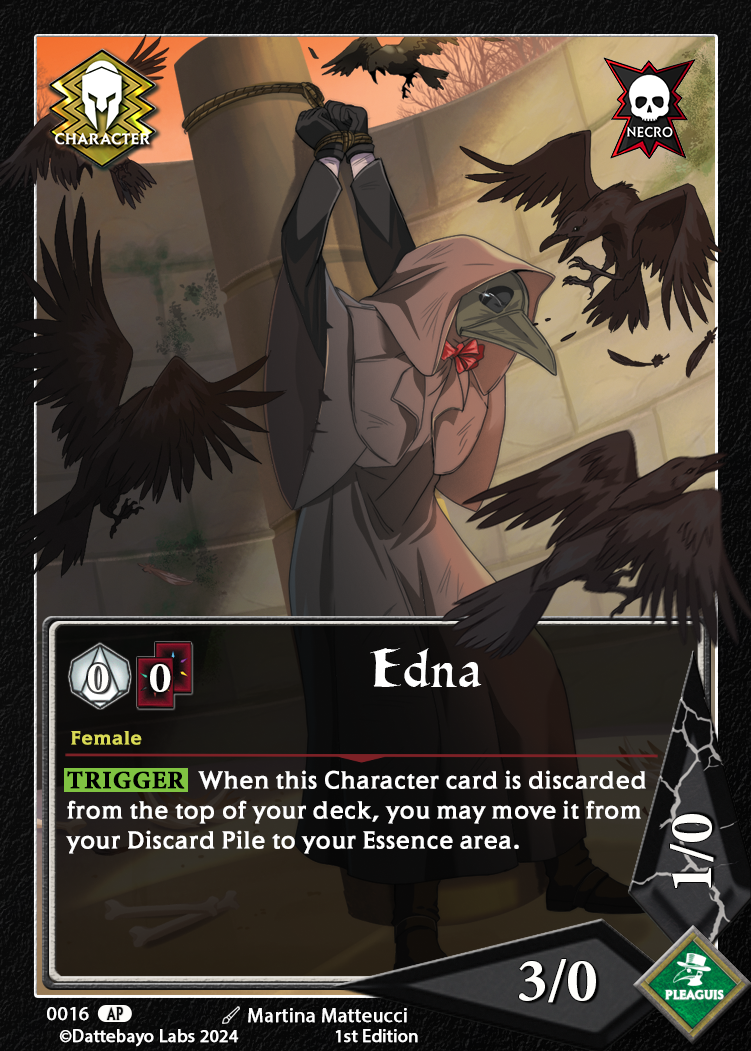 CHARACTER
NECRO
0
0
Edna
Female
TRIGGER When this Character card is discarded
from the top of your deck, you may move it from
your Discard Pile to your Essence area.
1/0
3/0
PLEAGUIS
0016 AP Martina Matteucci
©Dattebayo Labs 2024 1st Edition